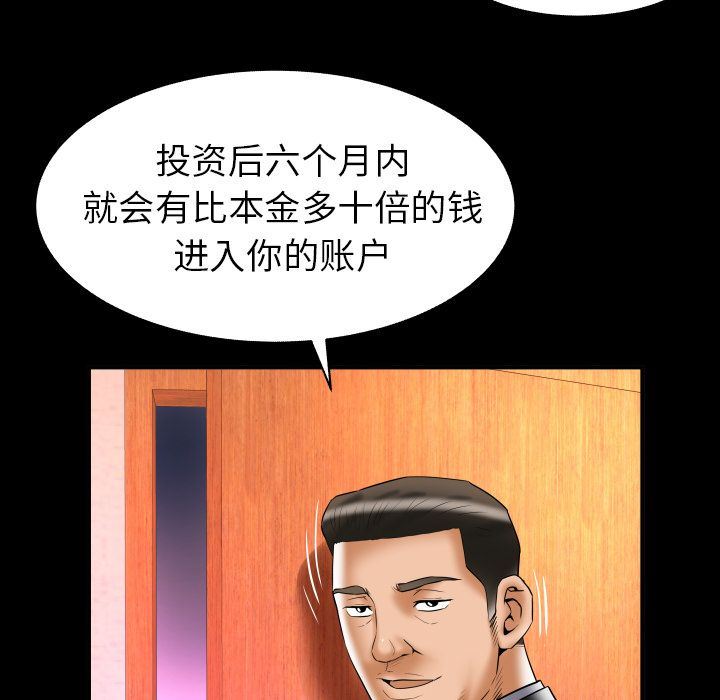 投资后六个月内
就会有比本金多十倍的钱
进入你的账户